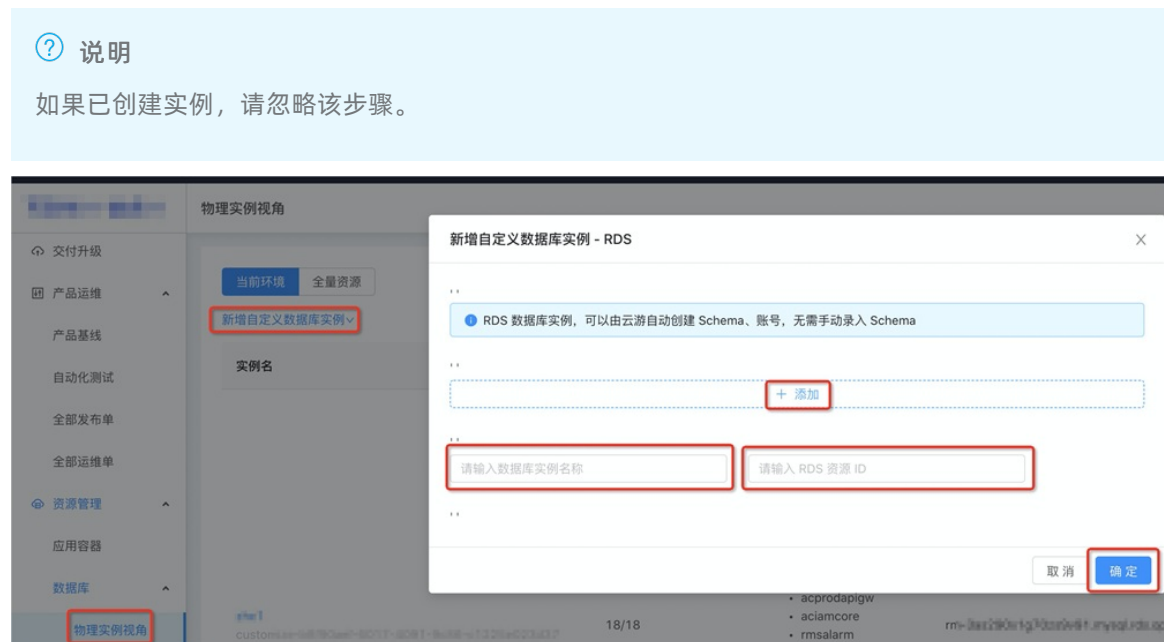 说明
如果已创建实例，请忽略该步骤。
物理实例视角
交付升级
产品运维
产品基线
自动化测试
全部发布单
全部运维单
资源管理
应用容器
数据库
物理实例视角
当前环境 全量资源
新增自定义数据库实例
实例名
新增自定义数据库实例 - RDS
, ,
RDS 数据库实例，可以由云游自动创建 Schema、账号，无需手动录入 Schema
, ,
+ 添加
, ,
请输入数据库实例名称
请输入 RDS 资源 ID
, ,
取消
确定
18/18
• acprodapigw
• aciamcore
• rmsalarm